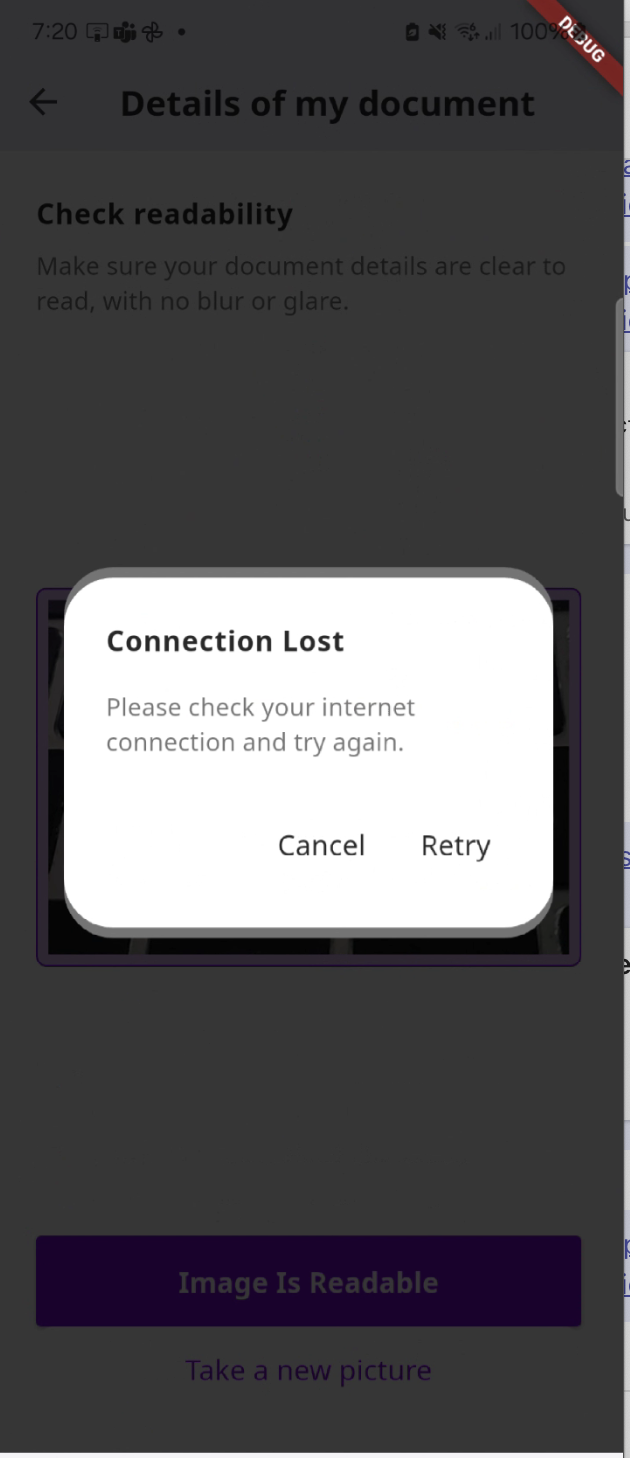 7:20
100%
DEBUG
Details of my document
Check readability
Make sure your document details are clear to
read, with no blur or glare.
Connection Lost
Please check your internet
connection and try again.
Cancel Retry
Image Is Readable
Take a new picture